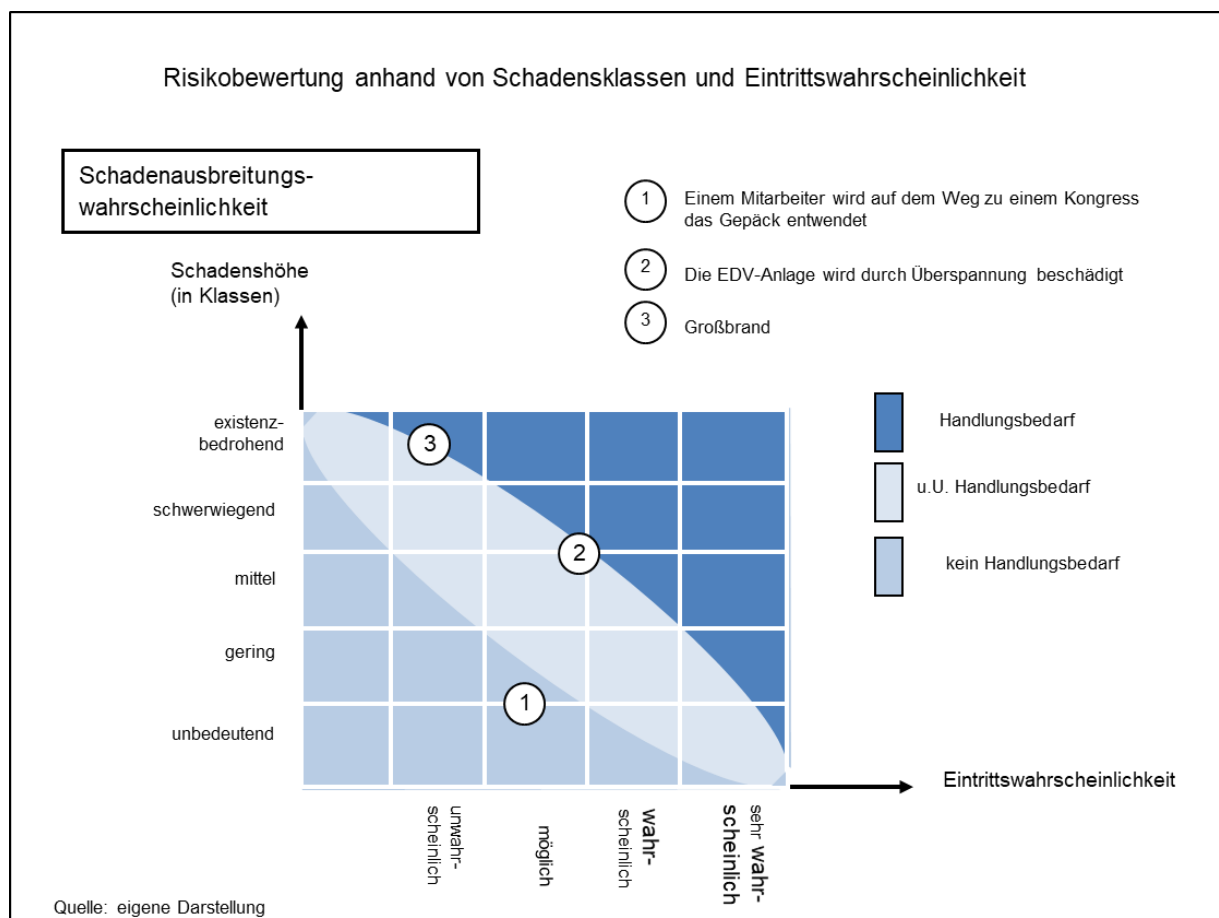 Risikobewertung anhand von Schadensklassen und Eintrittswahrscheinlichkeit
Schadenausbreitungs-
wahrscheinlichkeit
1
Einem Mitarbeiter wird auf dem Weg zu einem Kongress
das Gepäck entwendet
2
Die EDV-Anlage wird durch Überspannung beschädigt
3
Großbrand
Schadenshöhe
(in Klassen)
existenz-
bedrohend
schwerwiegend
mittel
gering
unbedeutend
3
2
1
Handlungsbedarf
u.U. Handlungsbedarf
kein Handlungsbedarf
Eintrittswahrscheinlichkeit
unwahr-
scheinlich
möglich
wahr-
scheinlich
sehr wahr-
scheinlich
Quelle: eigene Darstellung